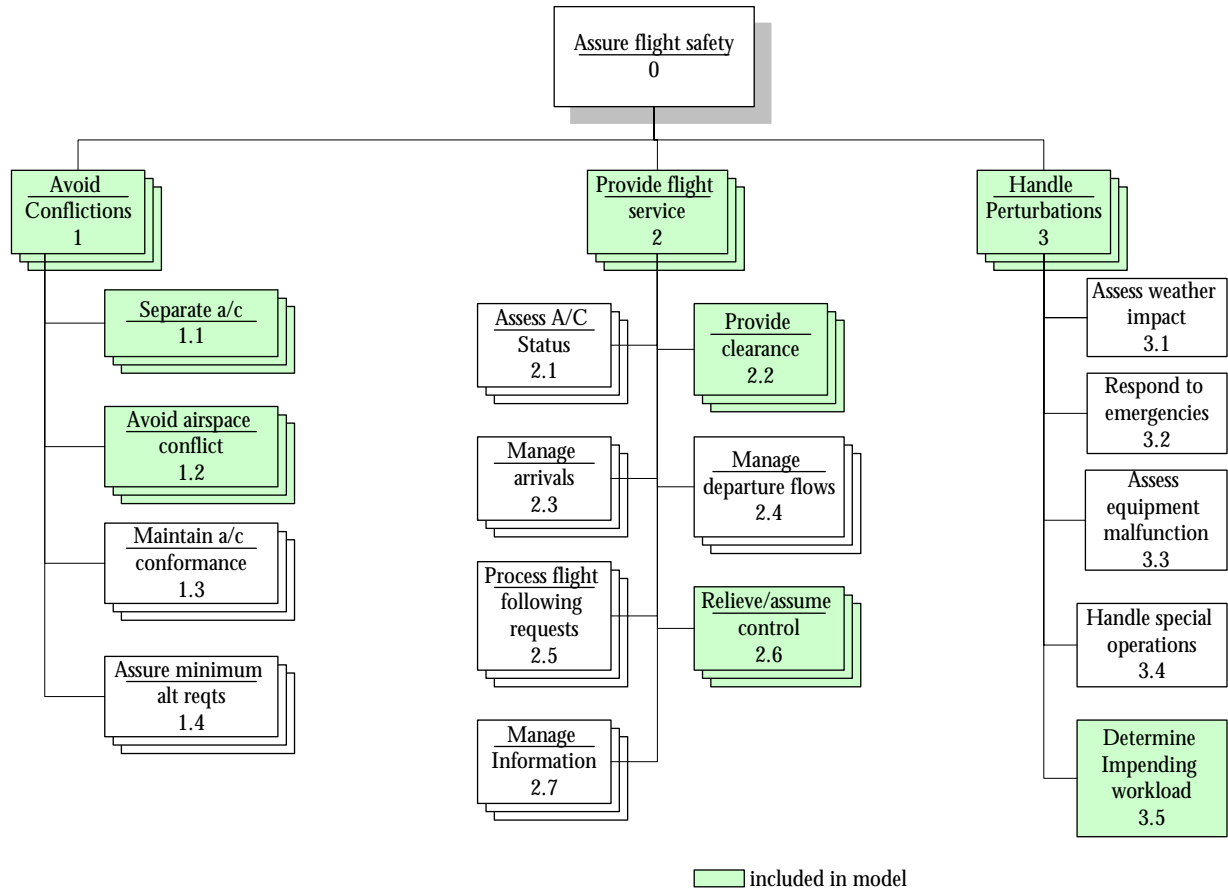 Assure flight safety
0
Avoid
Conflictions
1
Separate a/c
1.1
Avoid airspace
conflict
1.2
Maintain a/c
conformance
1.3
Assure minimum
alt reqts
1.4
Provide flight
service
2
Assess A/C
Status
2.1
Provide
clearance
2.2
Manage
arrivals
2.3
Manage
departure flows
2.4
Process flight
following
requests
2.5
Relieve/assume
control
2.6
Manage
Information
2.7
Handle
Perturbations
3
Assess weather
impact
3.1
Respond to
emergencies
3.2
Assess
equipment
malfunction
3.3
Handle special
operations
3.4
Determine
Impending
workload
3.5
included in model